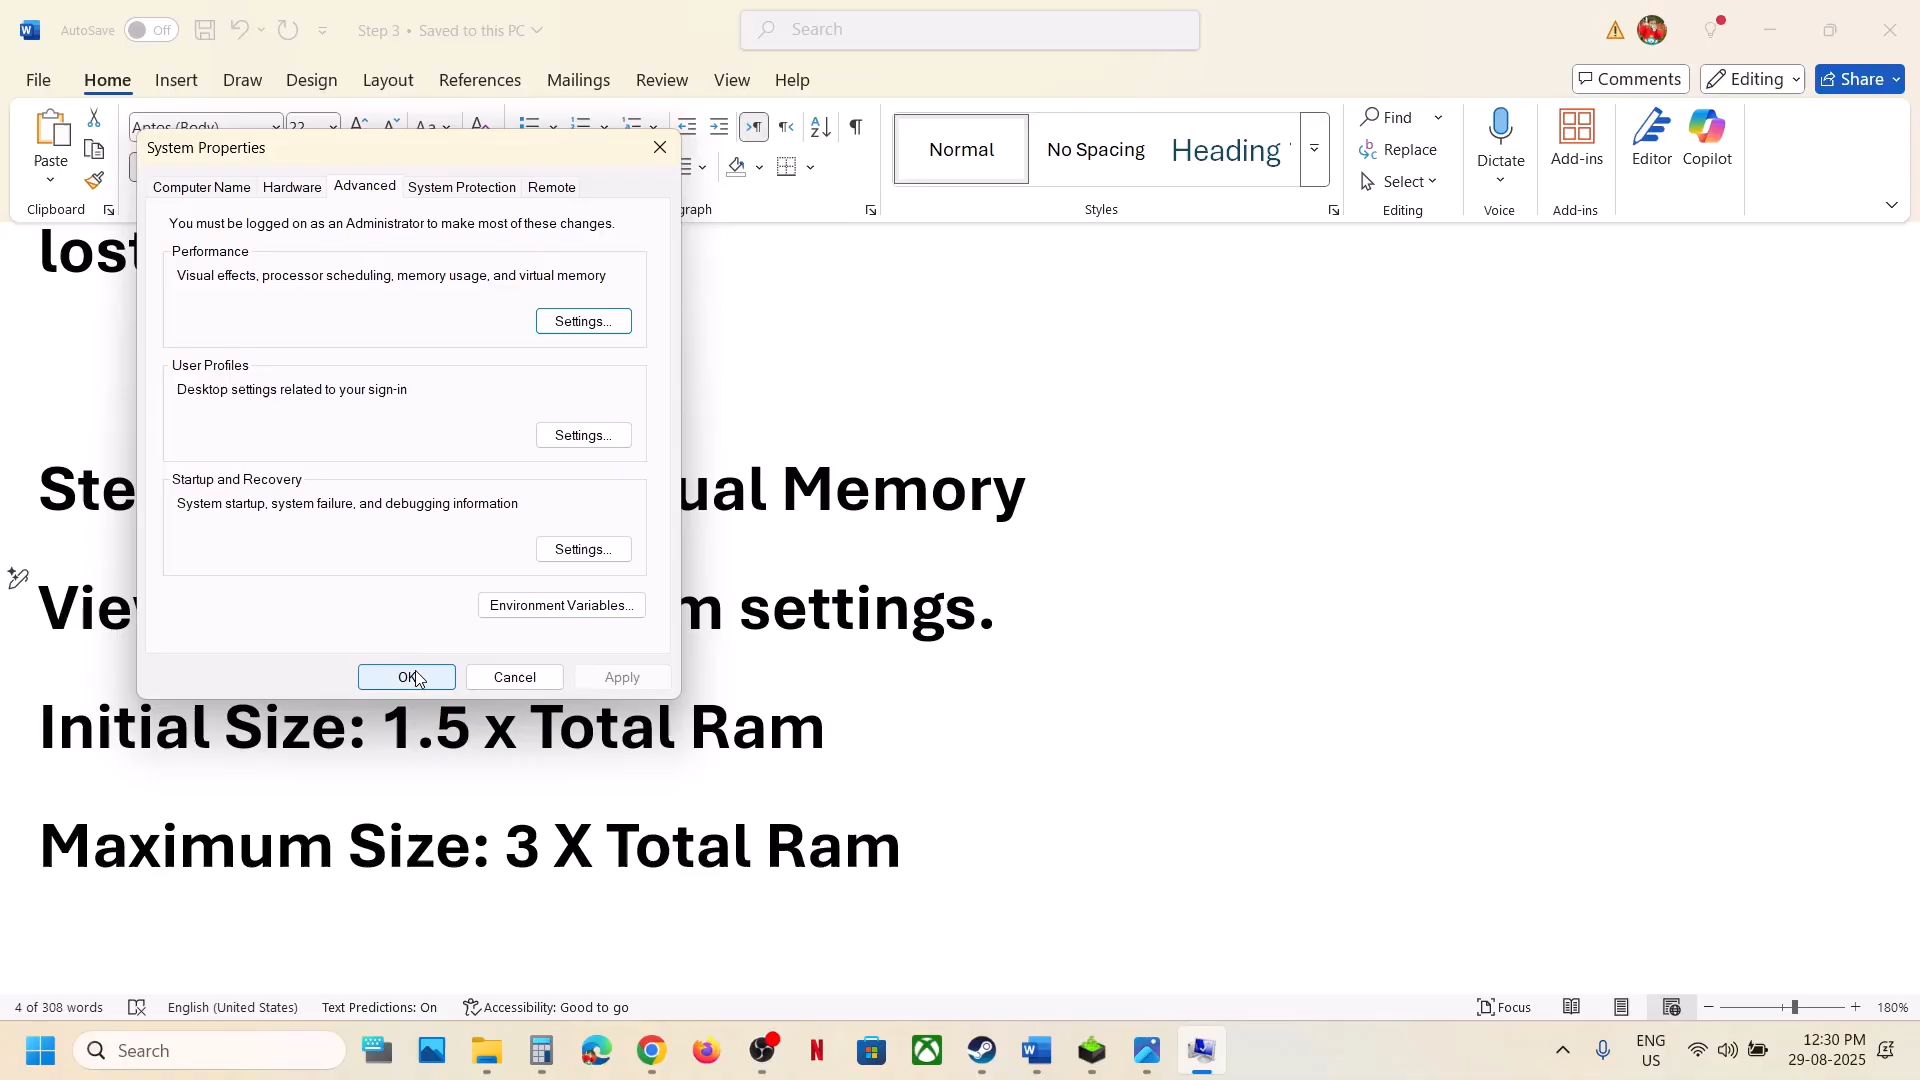 AutoSave Off Step 3 • Saved to this PC Search
File Home Insert Draw Design Layout References Mailings Review View Help Comments Editing Share
Paste
Clipboard
Aptos (Body) 22
Normal No Spacing Heading
Styles
Find
Replace
Select
Editing
Dictate
Voice
Add-ins
Add-ins
Editor
Copilot
System Properties
Computer Name Hardware Advanced System Protection Remote
You must be logged on as an Administrator to make most of these changes.
Performance
Visual effects, processor scheduling, memory usage, and virtual memory
Settings...
User Profiles
Desktop settings related to your sign-in
Settings...
Startup and Recovery
System startup, system failure, and debugging information
Settings...
Environment Variables...
OK Cancel Apply
lost
ual Memory
settings.
Initial Size: 1.5 x Total Ram
Maximum Size: 3 X Total Ram
4 of 308 words English (United States) Text Predictions: On Accessibility: Good to go Focus 180%
Search
ENG
US
12:30 PM
29-08-2025